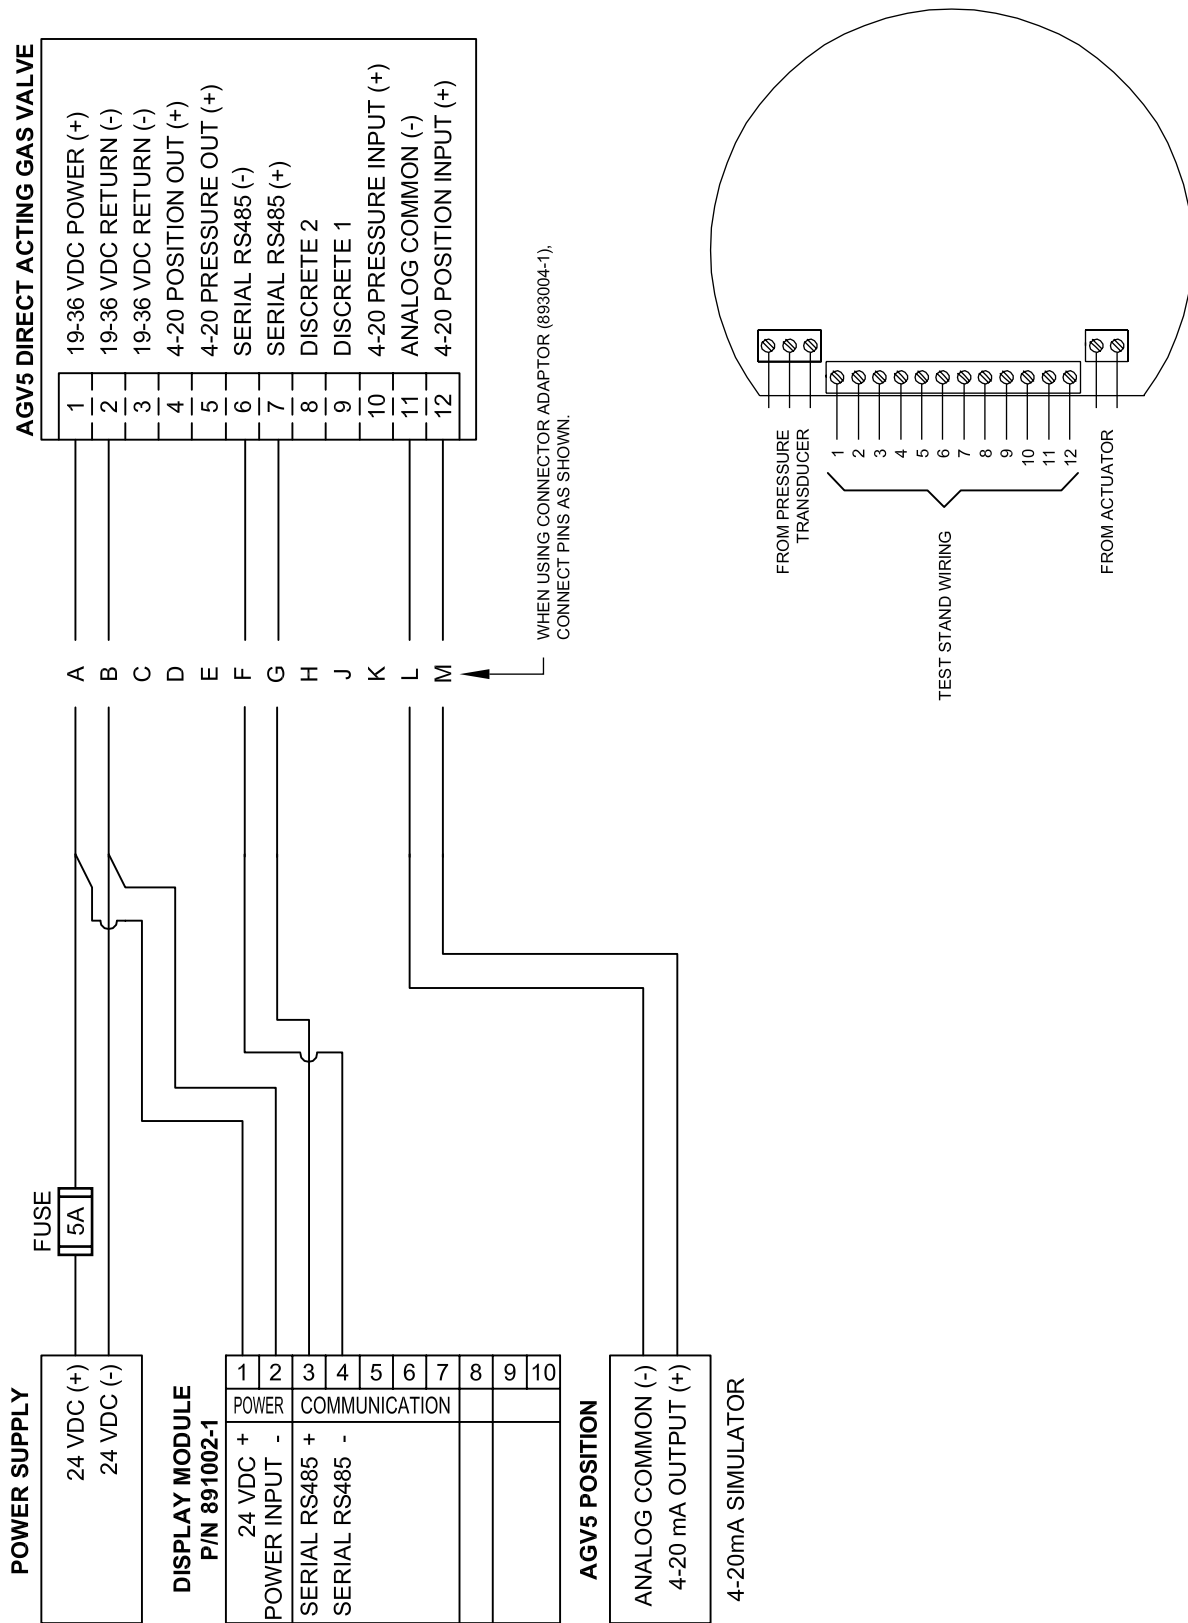 POWER SUPPLY
24 VDC (+)
24 VDC (-)
FUSE
5A
DISPLAY MODULE
P/N 891002-1
24 VDC +
POWER INPUT -
SERIAL RS485 +
SERIAL RS485 -
POWER
COMMUNICATION
1
2
3
4
5
6
7
8
9
10
AGV5 POSITION
ANALOG COMMON (-)
4-20 mA OUTPUT (+)
4-20mA SIMULATOR
A
B
C
D
E
F
G
H
J
K
L
M
WHEN USING CONNECTOR ADAPTOR (893004-1),
CONNECT PINS AS SHOWN.
AGV5 DIRECT ACTING GAS VALVE
1 19-36 VDC POWER (+)
2 19-36 VDC RETURN (-)
3 19-36 VDC RETURN (-)
4 4-20 POSITION OUT (+)
5 4-20 PRESSURE OUT (+)
6 SERIAL RS485 (-)
7 SERIAL RS485 (+)
8 DISCRETE 2
9 DISCRETE 1
10 4-20 PRESSURE INPUT (+)
11 ANALOG COMMON (-)
12 4-20 POSITION INPUT (+)
FROM PRESSURE
TRANSDUCER
1
2
3
4
5
6
7
8
9
10
11
12
TEST STAND WIRING
FROM ACTUATOR